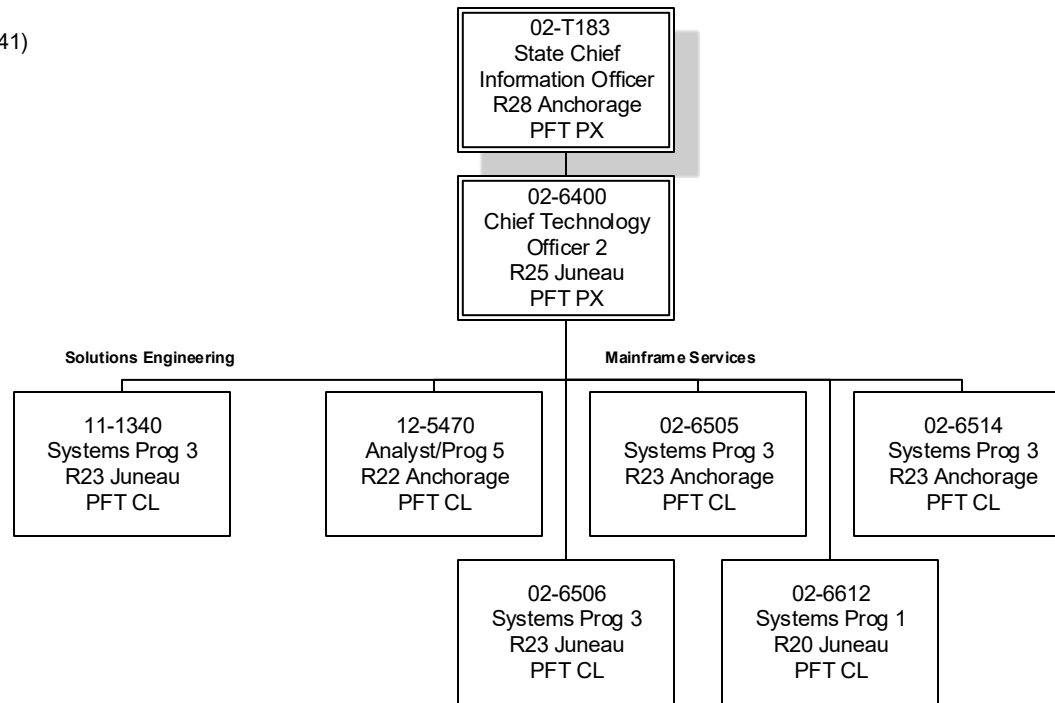 41)
02-T183
State Chief
Information Officer
R28 Anchorage
PFT PX
02-6400
Chief Technology
Officer 2
R25 Juneau
PFT PX
Solutions Engineering
Mainframe Services
11-1340
Systems Prog 3
R23 Juneau
PFT CL
12-5470
Analyst/Prog 5
R22 Anchorage
PFT CL
02-6505
Systems Prog 3
R23 Anchorage
PFT CL
02-6514
Systems Prog 3
R23 Anchorage
PFT CL
02-6506
Systems Prog 3
R23 Juneau
PFT CL
02-6612
Systems Prog 1
R20 Juneau
PFT CL